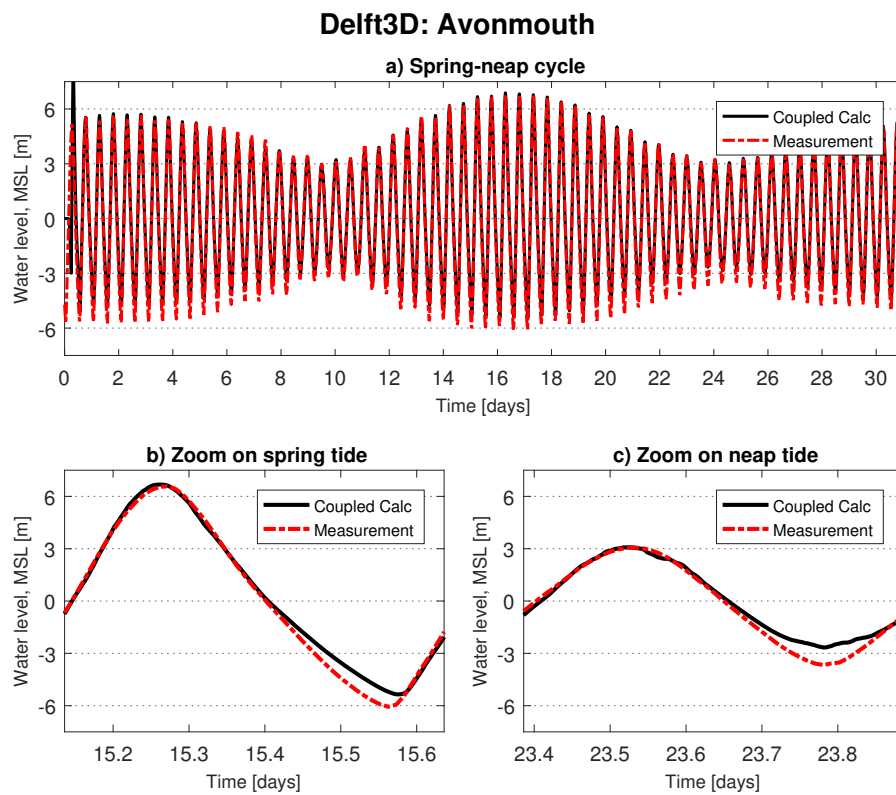 Delft3D: Avonmouth
a) Spring-neap cycle
Water level, MSL [m]
6
3
0
-3
-6
Coupled Calc
Measurement
0 2 4 6 8 10 12 14 16 18 20 22 24 26 28 30
Time [days]
b) Zoom on spring tide
Water level, MSL [m]
6
3
0
-3
-6
Coupled Calc
Measurement
15.2 15.3 15.4 15.5 15.6
Time [days]
c) Zoom on neap tide
Water level, MSL [m]
6
3
0
-3
-6
Coupled Calc
Measurement
23.4 23.5 23.6 23.7 23.8
Time [days]